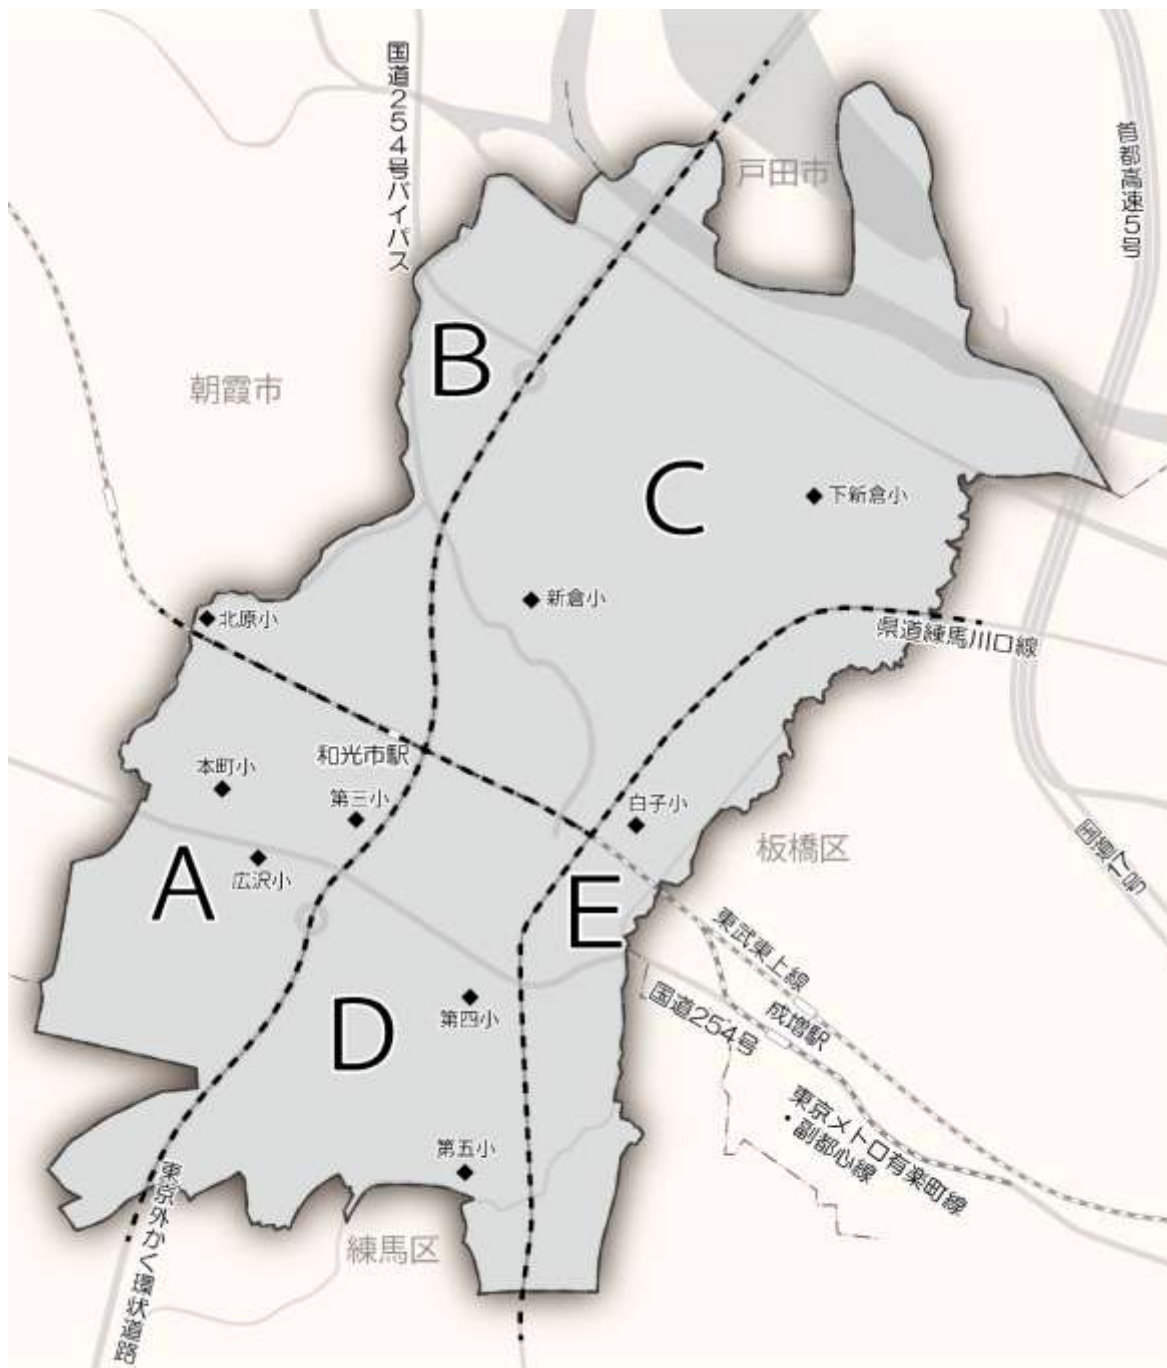 国道254号バイパス
戸田市
首都高速5号
B
朝霞市
C
下新倉小
新倉小
北原小
県道練馬川口線
和光市駅
本町小
第三小
白子小
国道17号
板橋区
A
広沢小
E
東武東上線
成増駅
国道254号
D
第四小
東京メトロ有楽町線
・副都心線
第五小
東京外かく環状道路
練馬区